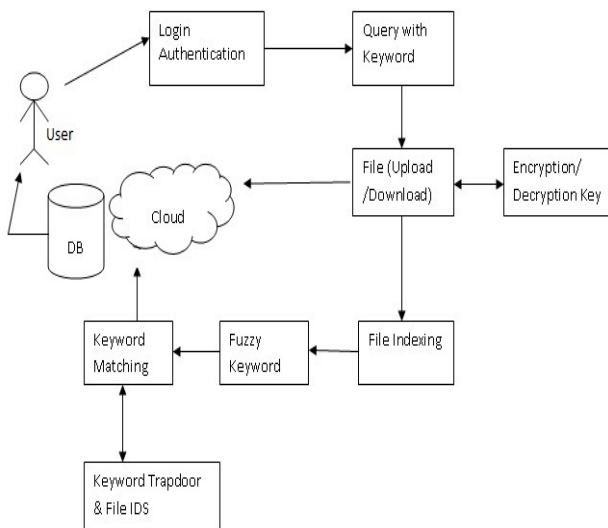 Login
Authentication
Query with
Keyword
User
File (Upload
/Download)
Encryption/
Decryption Key
Cloud
DB
Keyword
Matching
Fuzzy
Keyword
File Indexing
Keyword Trapdoor
& File IDS